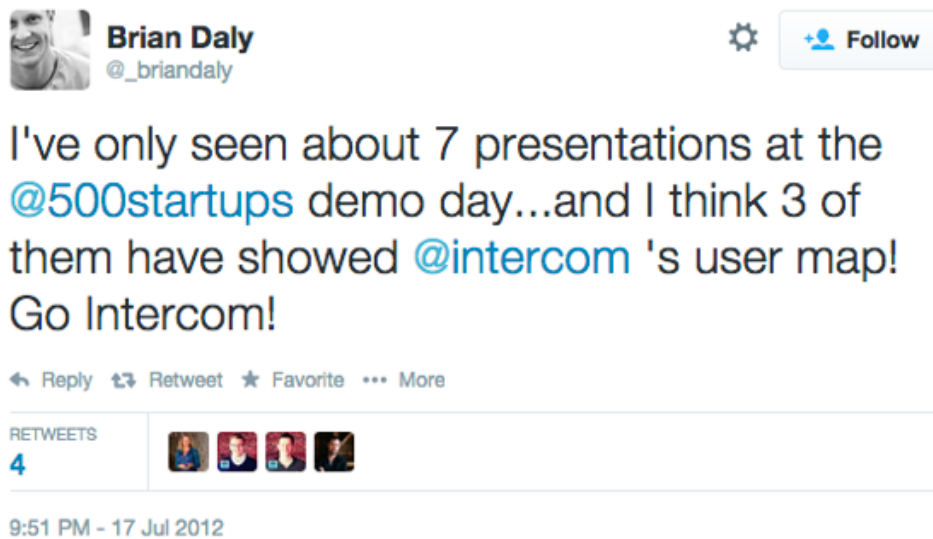 Brian Daly
@_briandaly
Follow
I've only seen about 7 presentations at the
@500startups demo day...and I think 3 of
them have showed @intercom 's user map!
Go Intercom!
Reply Retweet Favorite More
RETWEETS
4
9:51 PM - 17 Jul 2012